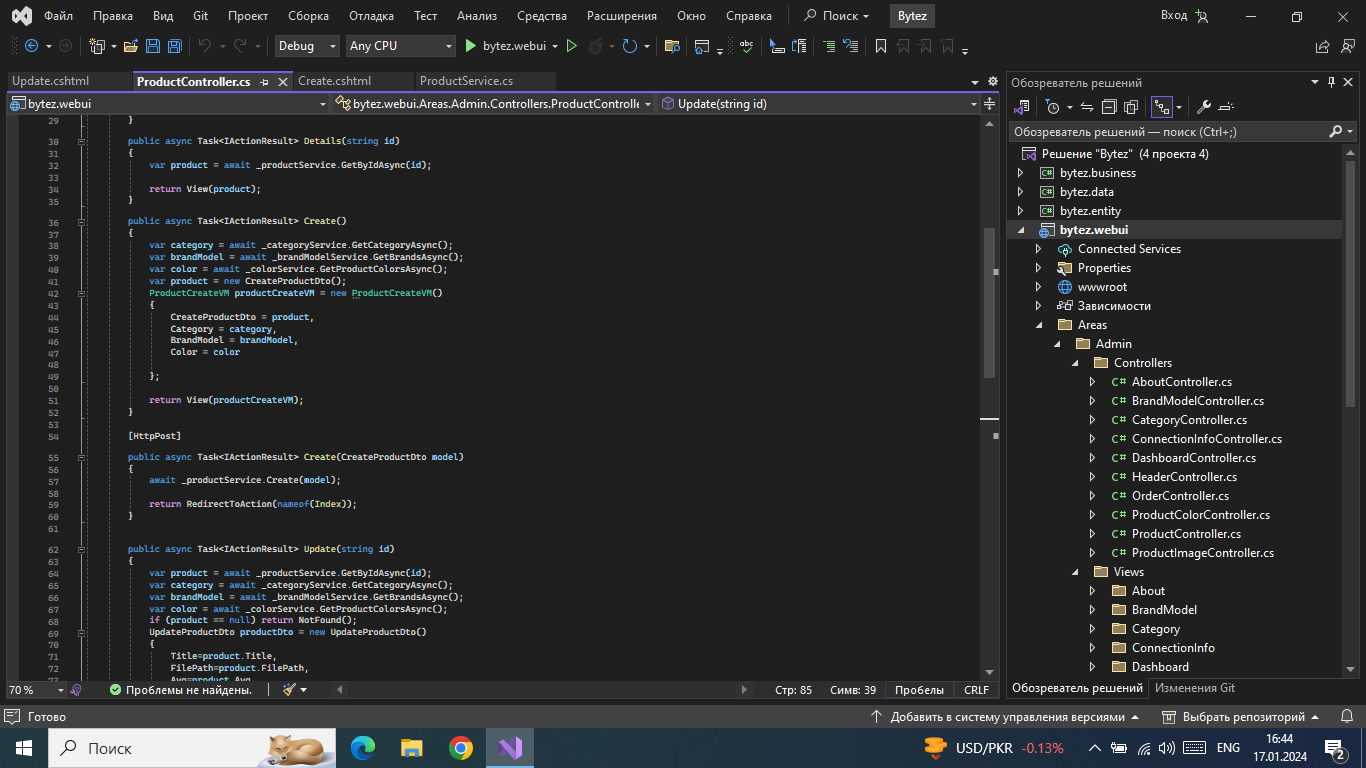 Файл Правка Вид Git Проект Сборка Отладка Тест Анализ Средства Расширения Окно Справка Поиск Bytez Вход
Debug Any CPU bytez.webui
Update.cshtml ProductController.cs Create.cshtml ProductService.cs
bytez.webui bytez.webui.Areas.Admin.Controllers.ProductControlle Update(string id)
29 }
30 public async Task<IActionResult> Details(string id)
31 {
32 var product = await _productService.GetByIdAsync(id);
33
34 return View(product);
35 }
36 public async Task<IActionResult> Create()
37 {
38 var category = await _categoryService.GetCategoryAsync();
39 var brandModel = await _brandModelService.GetBrandsAsync();
40 var color = await _colorService.GetProductColorsAsync();
41 var product = new CreateProductDto();
42 ProductCreateVM productCreateVM = new ProductCreateVM()
43 {
44 CreateProductDto = product,
45 Category = category,
46 BrandModel = brandModel,
47 Color = color
48
49 };
50
51 return View(productCreateVM);
52 }
53
54 [HttpPost]
55 public async Task<IActionResult> Create(CreateProductDto model)
56 {
57 await _productService.Create(model);
58
59 return RedirectToAction(nameof(Index));
60 }
61
62 public async Task<IActionResult> Update(string id)
63 {
64 var product = await _productService.GetByIdAsync(id);
65 var category = await _categoryService.GetCategoryAsync();
66 var brandModel = await _brandModelService.GetBrandsAsync();
67 var color = await _colorService.GetProductColorsAsync();
68 if (product == null) return NotFound();
69 UpdateProductDto productDto = new UpdateProductDto()
70 {
71 Title=product.Title,
72 FilePath=product.FilePath,
70 % Проблемы не найдены. Стр: 85 Симв: 39 Пробелы CRLF
Обозреватель решений
Обозреватель решений — поиск (Ctrl+;)
Решение "Bytez" (4 проекта 4)
bytez.business
bytez.data
bytez.entity
bytez.webui
Connected Services
Properties
wwwroot
Зависимости
Areas
Admin
Controllers
C# AboutController.cs
C# BrandModelController.cs
C# CategoryController.cs
C# ConnectionInfoController.cs
C# DashboardController.cs
C# HeaderController.cs
C# OrderController.cs
C# ProductColorController.cs
C# ProductController.cs
C# ProductImageController.cs
Views
About
BrandModel
Category
ConnectionInfo
Dashboard
Обозреватель решений Изменения Git
Готово Добавить в систему управления версиями Выбрать репозиторий
Поиск USD/PKR -0.13% ENG 16:44
17.01.2024 2